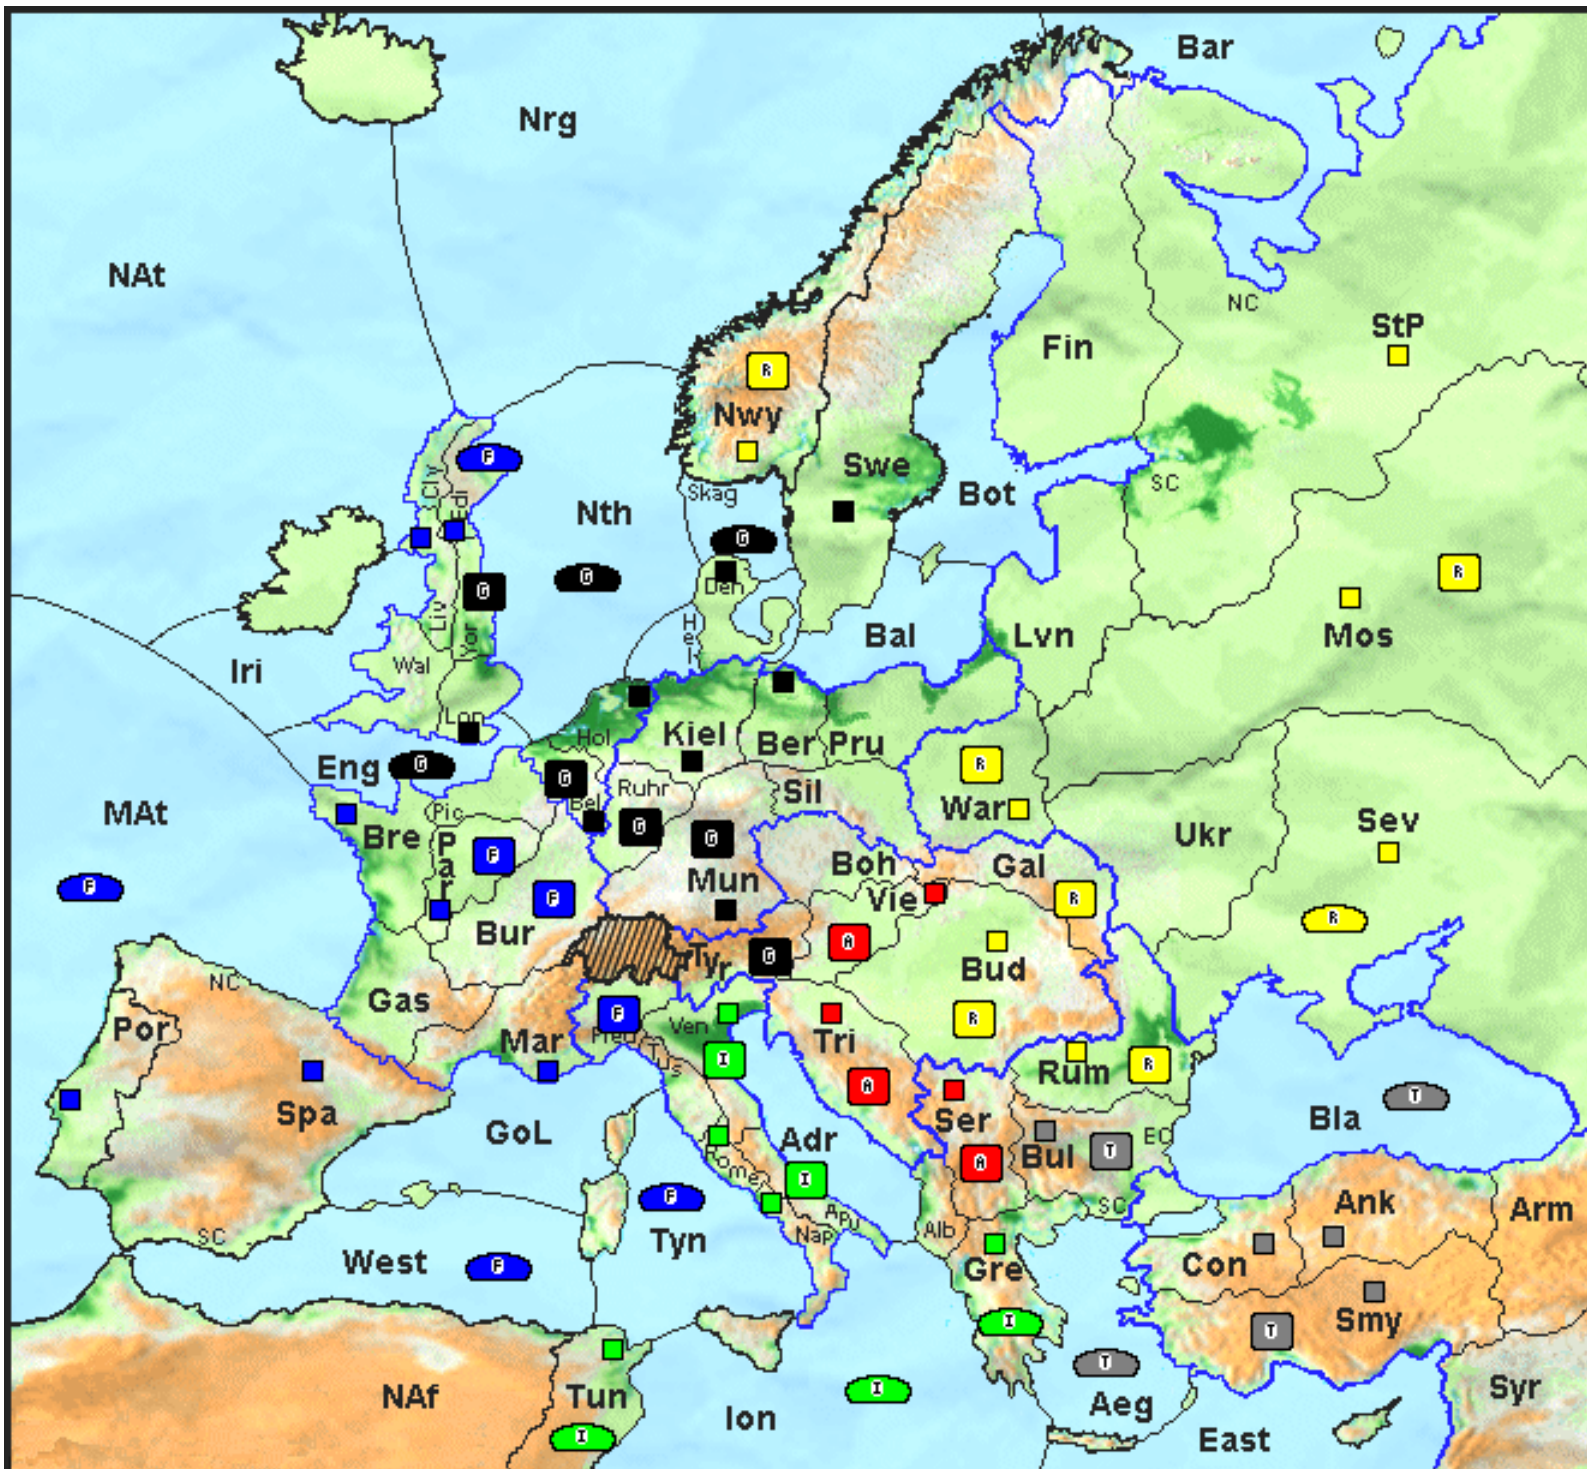 Bar
Nrg
NAt
NC
StP
Fin
R
Nwy
F
Swe
Cly
Edi
Skag
Bot
SC
Nth
G
G
G
Den
R
Mos
Liv
Yor
Hel
Bal
Lvn
Iri
Wal
Lon
Hol
Kiel
Ber
Pru
Eng
G
G
Bel
Ruhr
Sil
R
War
MAt
Pic
Bre
Par
F
G
G
Boh
Gal
Ukr
Sev
F
F
Mun
Vie
R
R
Bur
A
Tyr
G
Bud
NC
Gas
Por
F
Pied
Ven
Tri
R
Mar
Tus
I
Rum
R
Spa
A
Ser
T
Bla
GoL
Adr
A
Bul
T
EC
Rome
I
F
Apu
Nap
Alb
SC
Ank
Arm
SC
West
F
Tyn
Gre
Con
I
T
Smy
NAf
Tun
I
Ion
I
T
Aeg
Syr
East